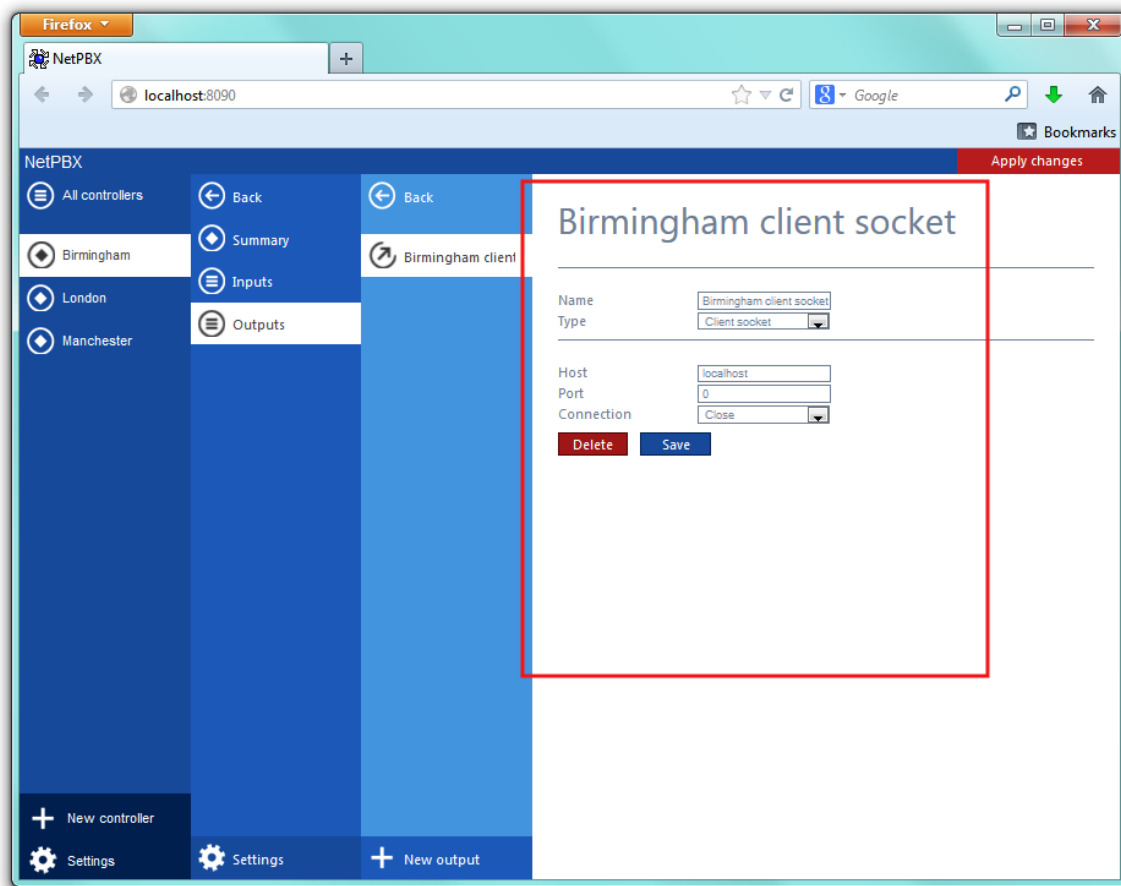 Firefox
NetPBX
localhost:8090
Google
Bookmarks
NetPBX
Apply changes
All controllers
Birmingham
London
Manchester
New controller
Settings
Back
Summary
Inputs
Outputs
Settings
Back
Birmingham client
New output
Birmingham client socket
Name
Birmingham client socket
Type
Client socket
Host
localhost
Port
0
Connection
Close
Delete
Save